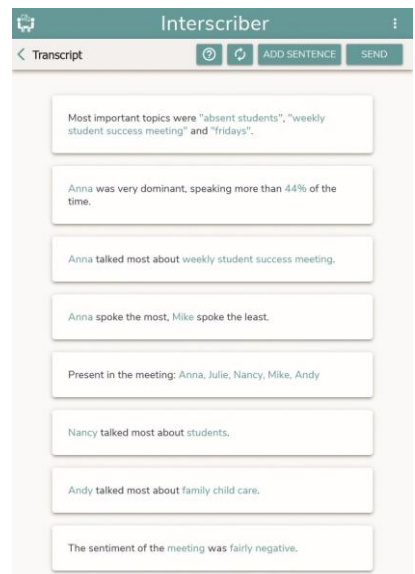 Interscriber
Transcript
ADD SENTENCE
SEND
Most important topics were "absent students", "weekly
student success meeting" and "fridays".
Anna was very dominant, speaking more than 44% of the
time.
Anna talked most about weekly student success meeting.
Anna spoke the most, Mike spoke the least.
Present in the meeting: Anna, Julie, Nancy, Mike, Andy
Nancy talked most about students.
Andy talked most about family child care.
The sentiment of the meeting was fairly negative.